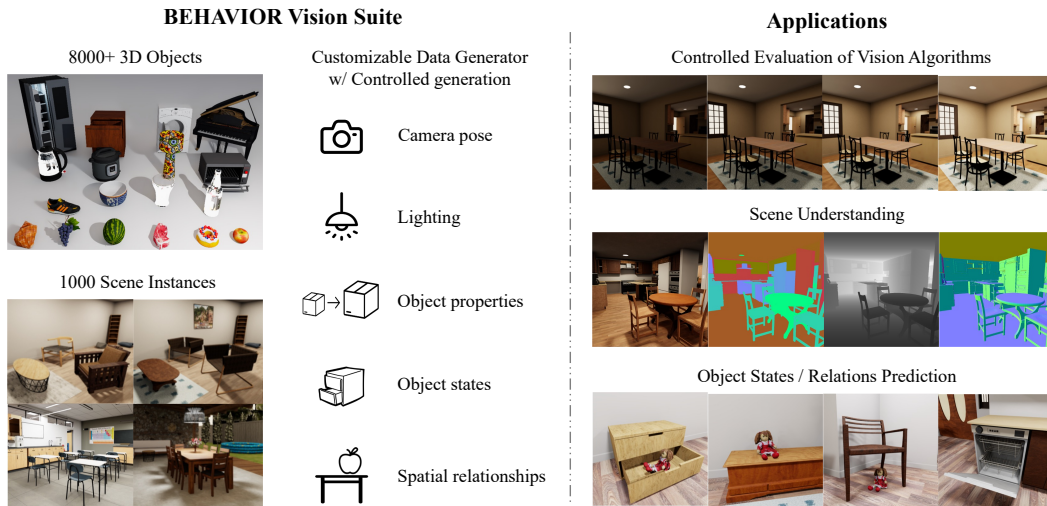 BEHAVIOR Vision Suite
8000+ 3D Objects
1000 Scene Instances
Customizable Data Generator
w/ Controlled generation
Camera pose
Lighting
Object properties
Object states
Spatial relationships
Applications
Controlled Evaluation of Vision Algorithms
Scene Understanding
Object States / Relations Prediction